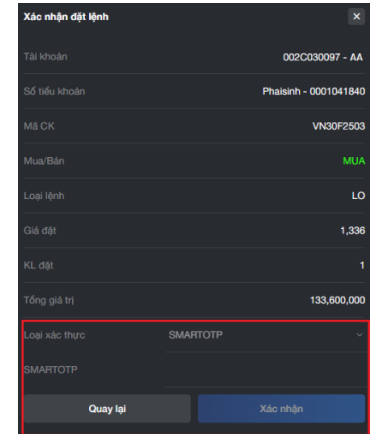 Xác nhận đặt lệnh
Tài khoản 002C030097 - AA
Số tiểu khoản Phaisinh - 0001041840
Mã CK VN30F2503
Mua/Bán MUA
Loại lệnh LO
Giá đặt 1,336
KL đặt 1
Tổng giá trị 133,600,000
Loại xác thực SMARTOTP
SMARTOTP
Quay lại Xác nhận